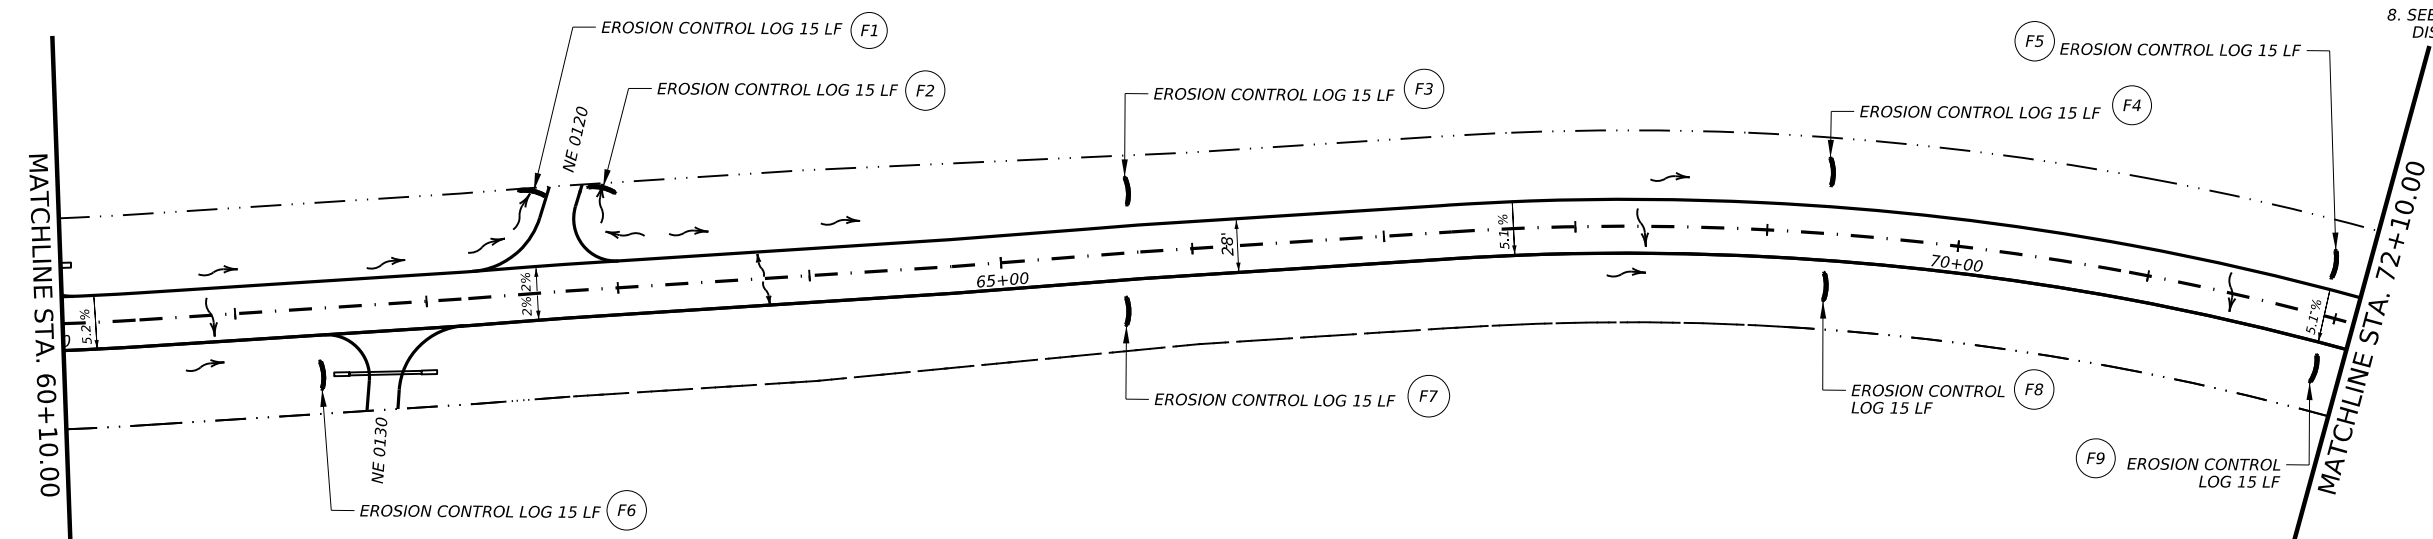 8. SEE
DIS
EROSION CONTROL LOG 15 LF F1
F5 EROSION CONTROL LOG 15 LF
EROSION CONTROL LOG 15 LF F2
EROSION CONTROL LOG 15 LF F3
EROSION CONTROL LOG 15 LF F4
NE 0120
MATCHLINE STA. 60+10.00
MATCHLINE STA. 72+10.00
28'
5.1%
70+00
65+00
2% 2%
5.2%
5.1%
EROSION CONTROL LOG 15 LF F7
EROSION CONTROL F8
LOG 15 LF
NE 0130
F9 EROSION CONTROL
LOG 15 LF
EROSION CONTROL LOG 15 LF F6